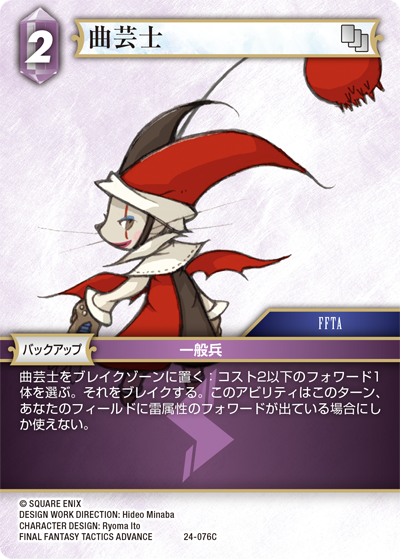 2
曲芸士
FFTA
バックアップ
一般兵
曲芸士をブレイクゾーンに置く：コスト2以下のフォワード1
体を選ぶ。それをブレイクする。このアビリティはこのターン、
あなたのフィールドに雷属性のフォワードが出ている場合にし
か使えない。
© SQUARE ENIX
DESIGN WORK DIRECTION: Hideo Minaba
CHARACTER DESIGN: Ryoma Ito
FINAL FANTASY TACTICS ADVANCE 24-076C